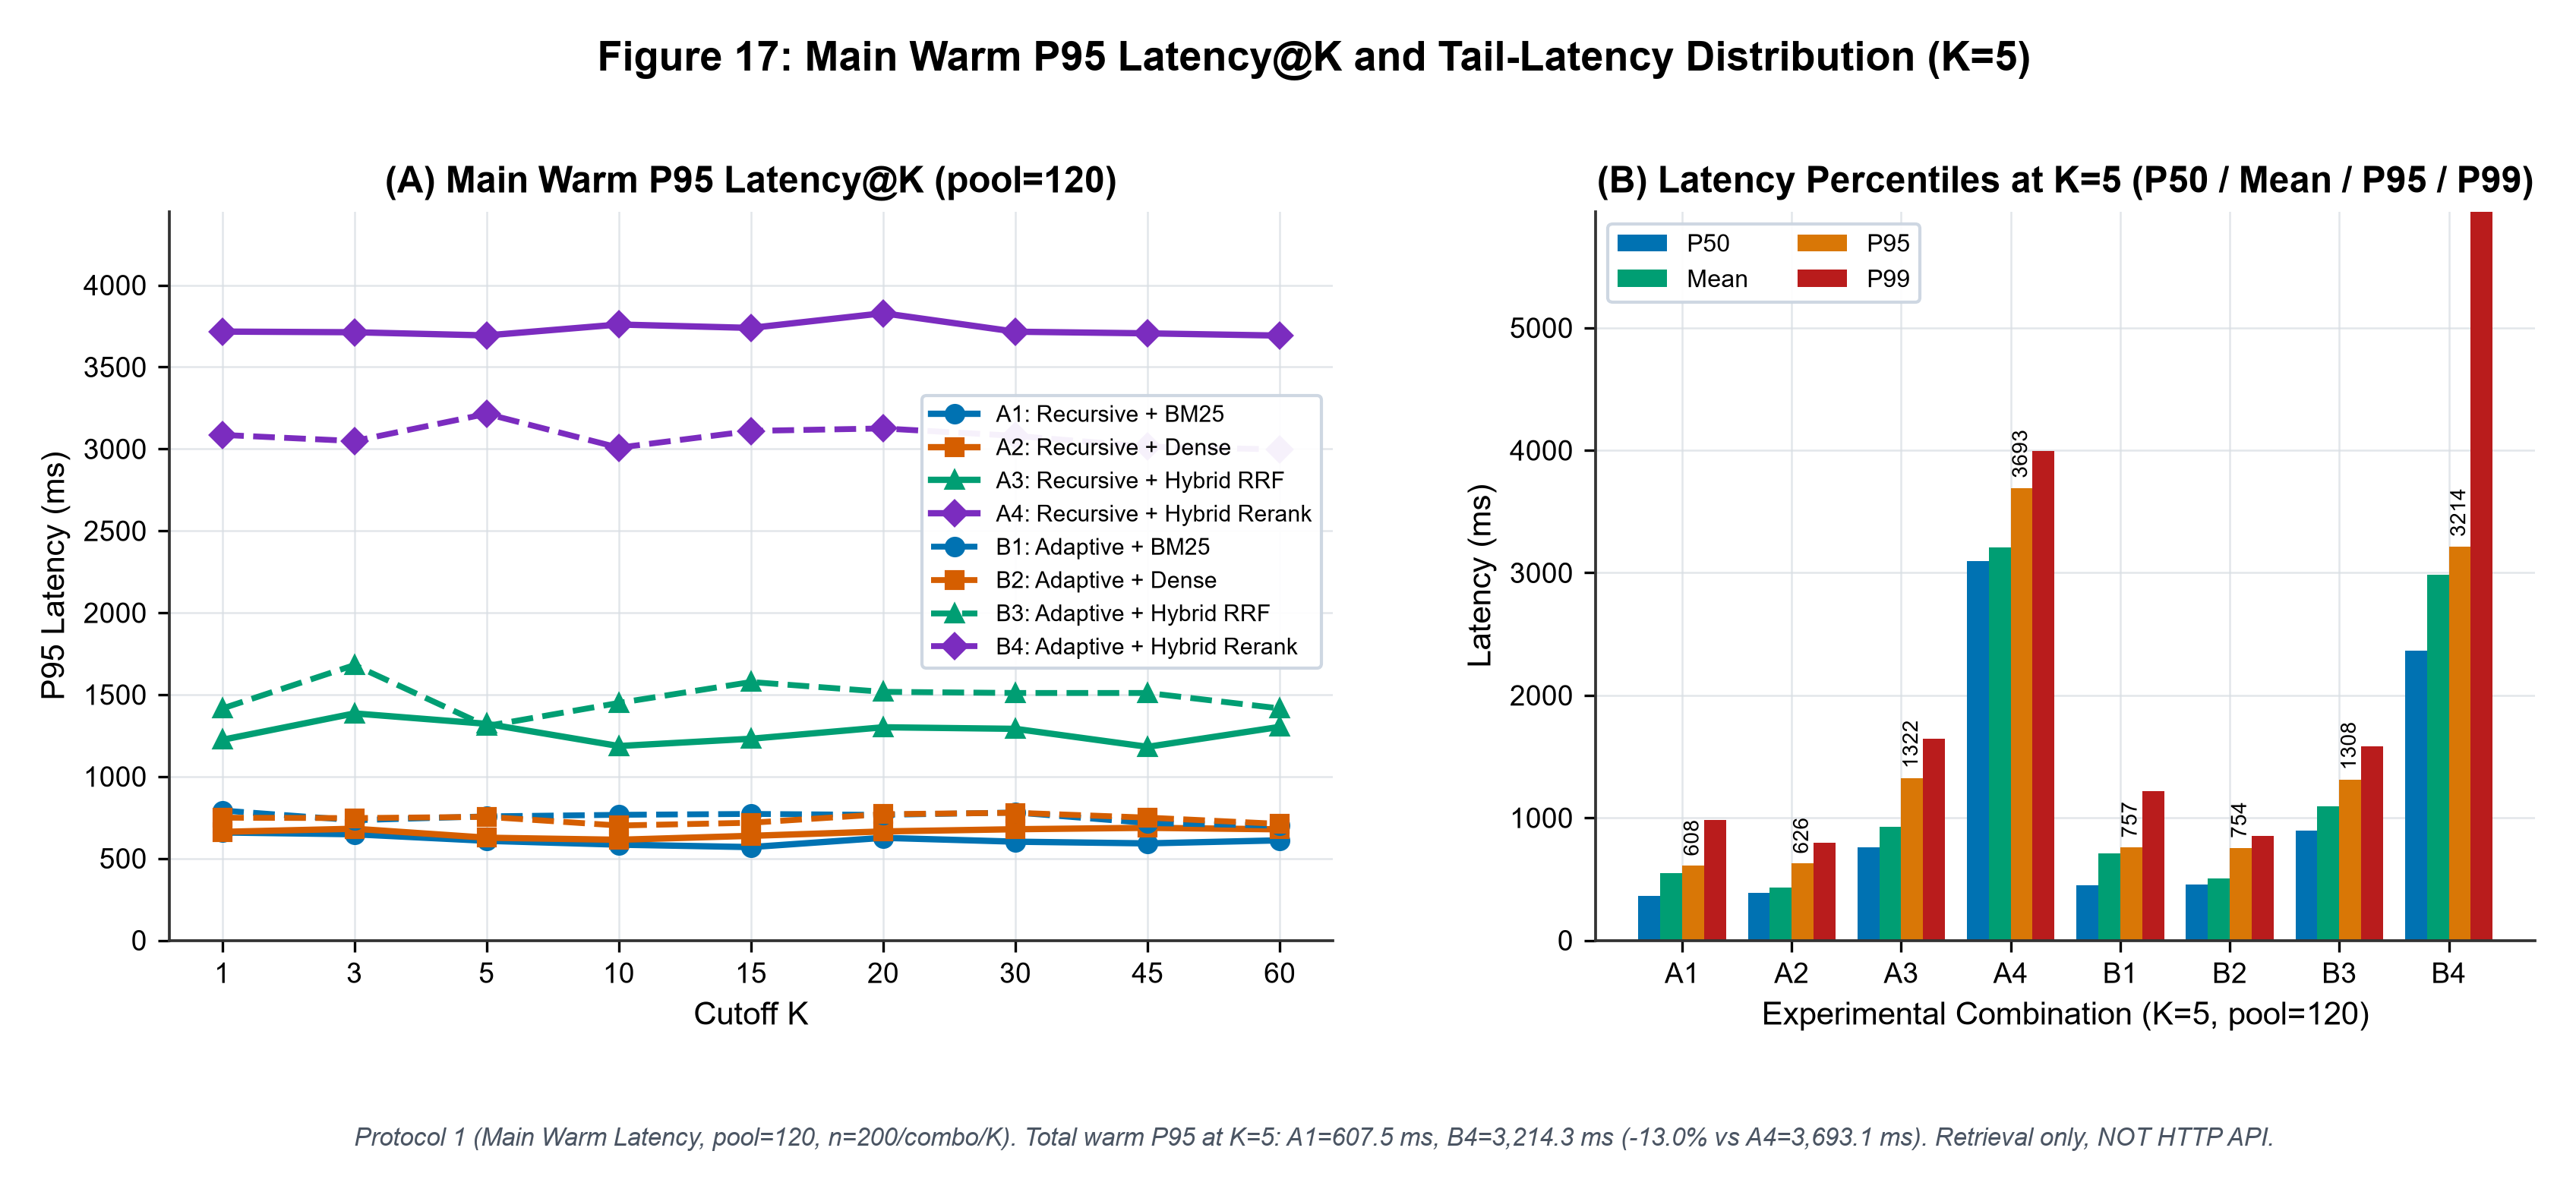 Figure 17: Main Warm P95 Latency@K and Tail-Latency Distribution (K=5)
(A) Main Warm P95 Latency@K (pool=120)
P95 Latency (ms)
4000
3500
3000
2500
2000
1500
1000
500
0
A1: Recursive + BM25
A2: Recursive + Dense
A3: Recursive + Hybrid RRF
A4: Recursive + Hybrid Rerank
B1: Adaptive + BM25
B2: Adaptive + Dense
B3: Adaptive + Hybrid RRF
B4: Adaptive + Hybrid Rerank
1 3 5 10 15 20 30 45 60
Cutoff K
(B) Latency Percentiles at K=5 (P50 / Mean / P95 / P99)
P50 P95
Mean P99
Latency (ms)
5000
4000
3000
2000
1000
0
608
626
1322
3693
757
754
1308
3214
A1 A2 A3 A4 B1 B2 B3 B4
Experimental Combination (K=5, pool=120)
Protocol 1 (Main Warm Latency, pool=120, n=200/combo/K). Total warm P95 at K=5: A1=607.5 ms, B4=3,214.3 ms (-13.0% vs A4=3,693.1 ms). Retrieval only, NOT HTTP API.